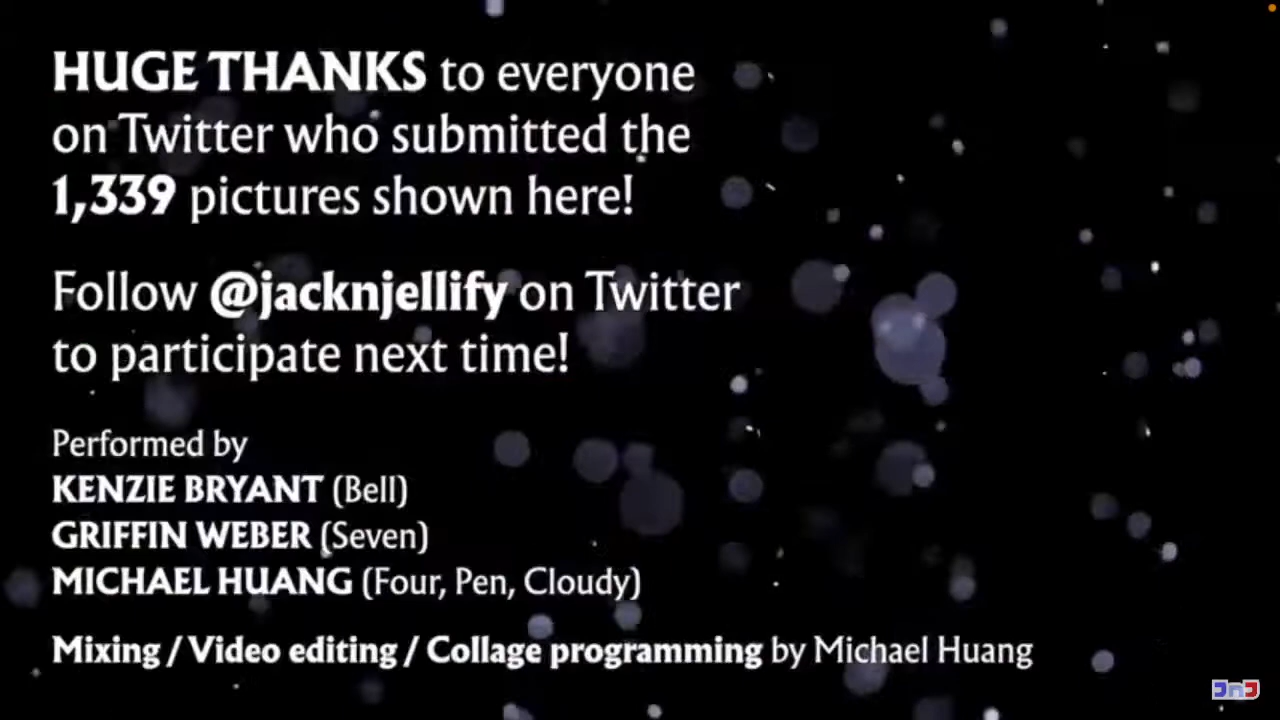 HUGE THANKS to everyone
on Twitter who submitted the
1,339 pictures shown here!
Follow @jacknjellify on Twitter
to participate next time!
Performed by
KENZIE BRYANT (Bell)
GRIFFIN WEBER (Seven)
MICHAEL HUANG (Four, Pen, Cloudy)
Mixing / Video editing / Collage programming by Michael Huang
JnJ